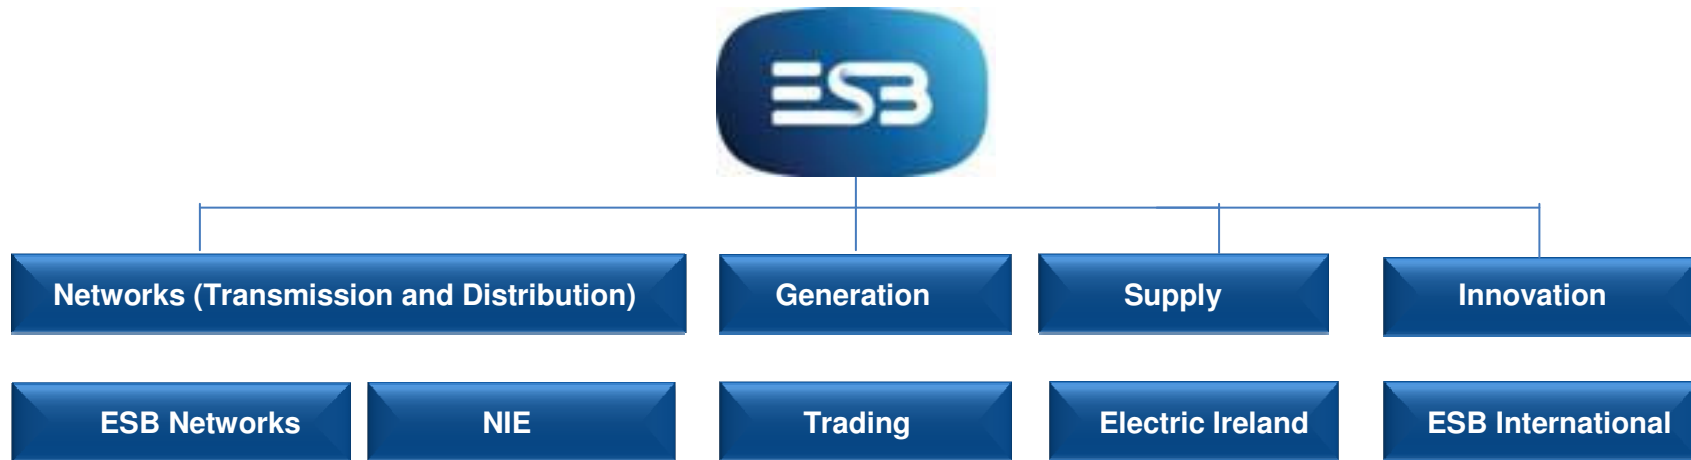 ESB
Networks (Transmission and Distribution)
Generation
Supply
Innovation
ESB Networks
NIE
Trading
Electric Ireland
ESB International